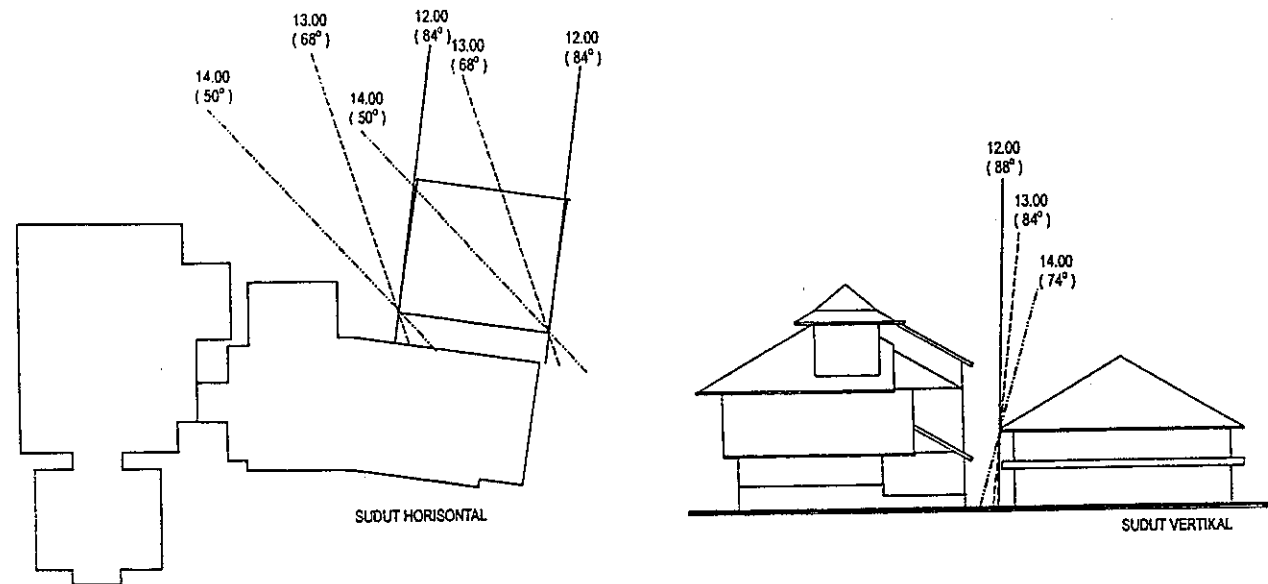 13.00
( 68° )
12.00
( 84° )
13.00
( 68° )
12.00
( 84° )
14.00
( 50° )
14.00
( 50° )
SUDUT HORISONTAL
12.00
( 88° )
13.00
( 84° )
14.00
( 74° )
SUDUT VERTIKAL